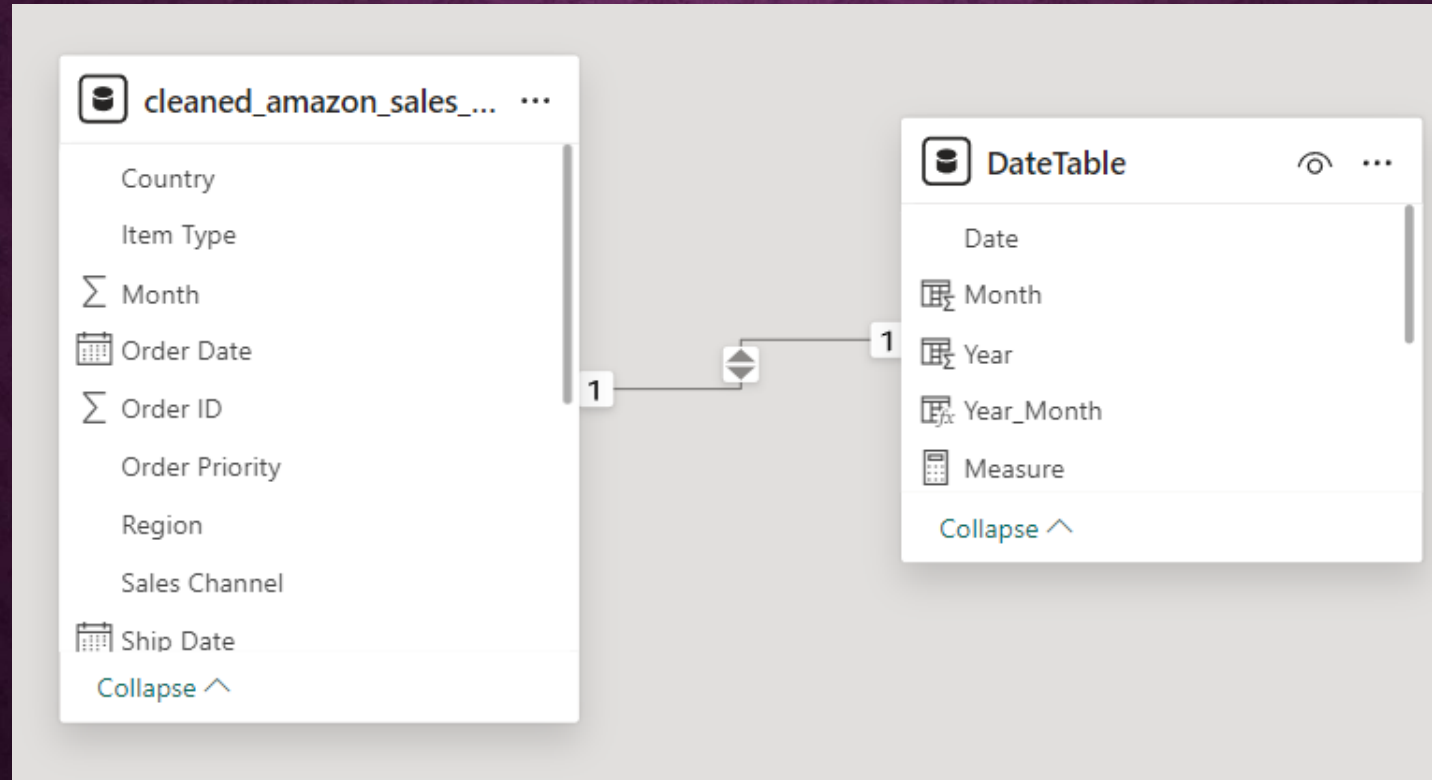 cleaned_amazon_sales_...
Country
Item Type
Month
Order Date
Order ID
Order Priority
Region
Sales Channel
Ship Date
Collapse
1
1
DateTable
Date
Month
Year
Year_Month
Measure
Collapse